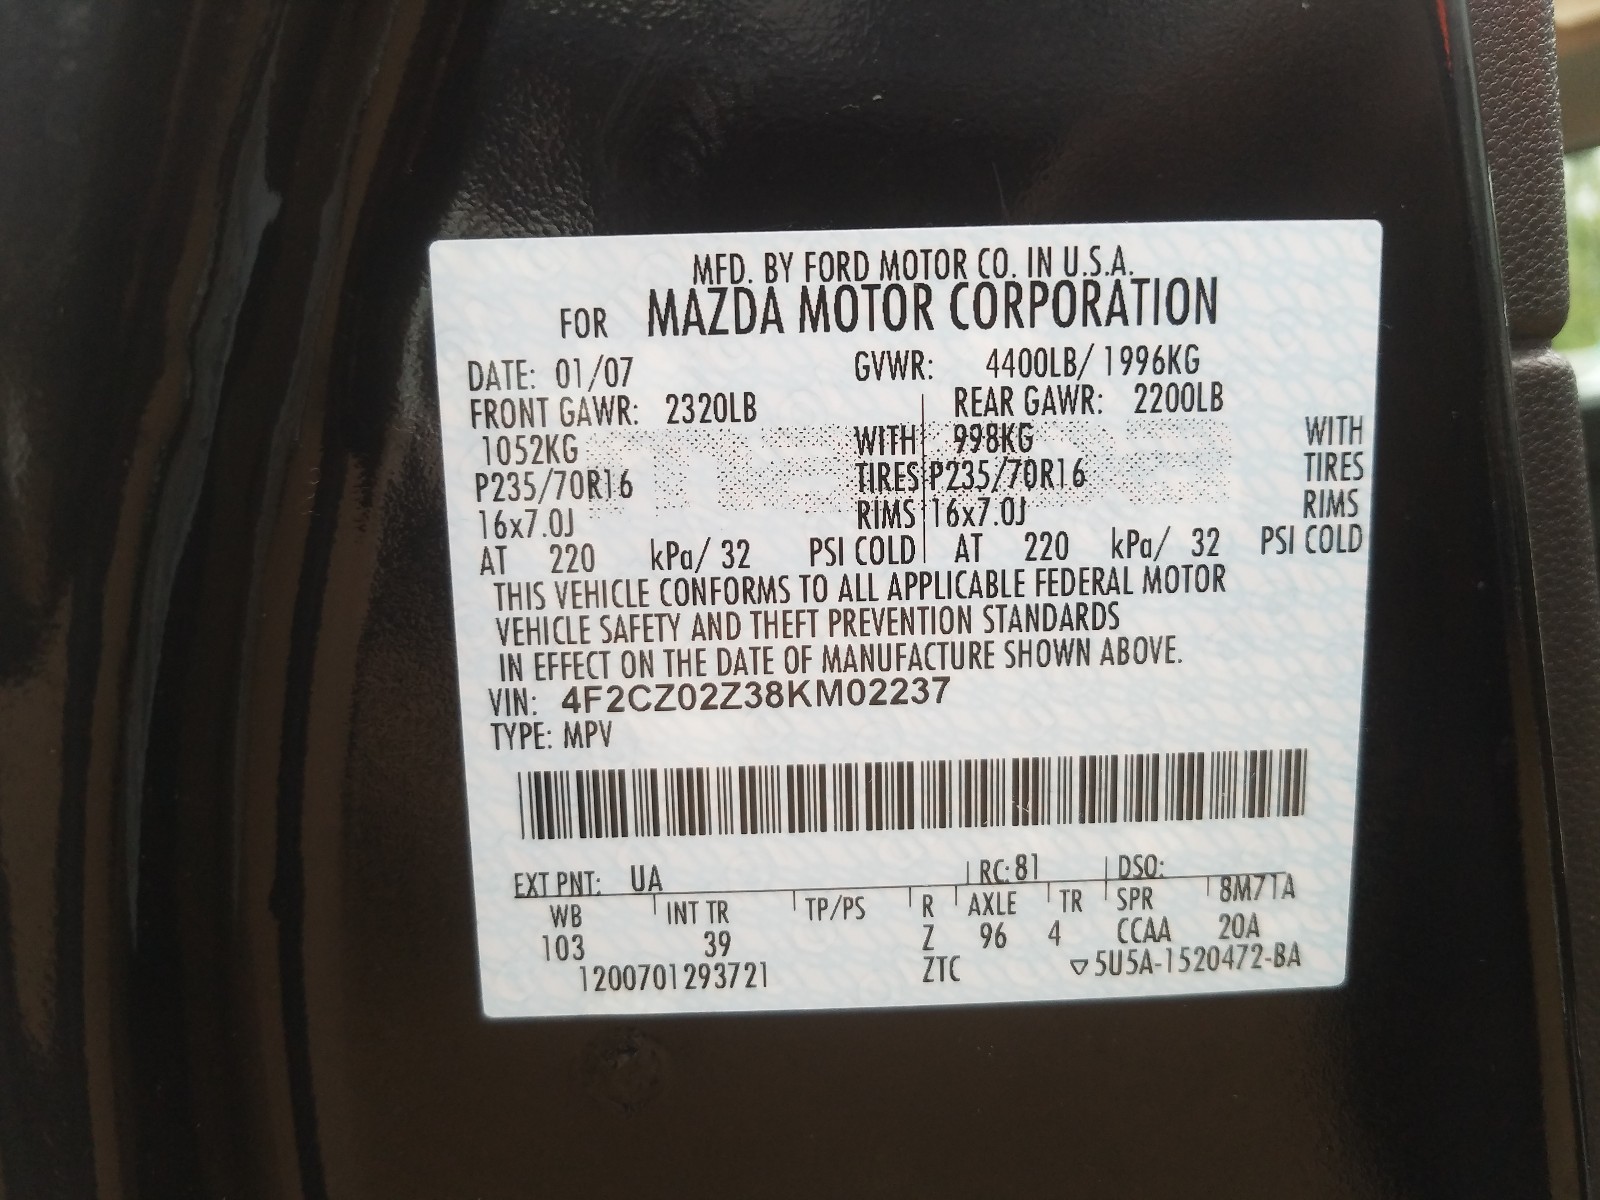 MFD. BY FORD MOTOR CO. IN U.S.A.
FOR MAZDA MOTOR CORPORATION
DATE: 01/07 GVWR: 4400LB/ 1996KG
FRONT GAWR: 2320LB REAR GAWR: 2200LB
1052KG WITH 998KG WITH
P235/70R16 TIRES P235/70R16 TIRES
16x7.0J RIMS 16x7.0J RIMS
AT 220 kPa/ 32 PSI COLD AT 220 kPa/ 32 PSI COLD
THIS VEHICLE CONFORMS TO ALL APPLICABLE FEDERAL MOTOR
VEHICLE SAFETY AND THEFT PREVENTION STANDARDS
IN EFFECT ON THE DATE OF MANUFACTURE SHOWN ABOVE.
VIN: 4F2CZ02Z38KM02237
TYPE: MPV
EXT PNT: UA RC: 81 DSO:
WB INT TR TP/PS R AXLE TR SPR 8M71A
103 39 Z 96 4 CCAA 20A
1200701293721 ZTC ▽5U5A-1520472-BA